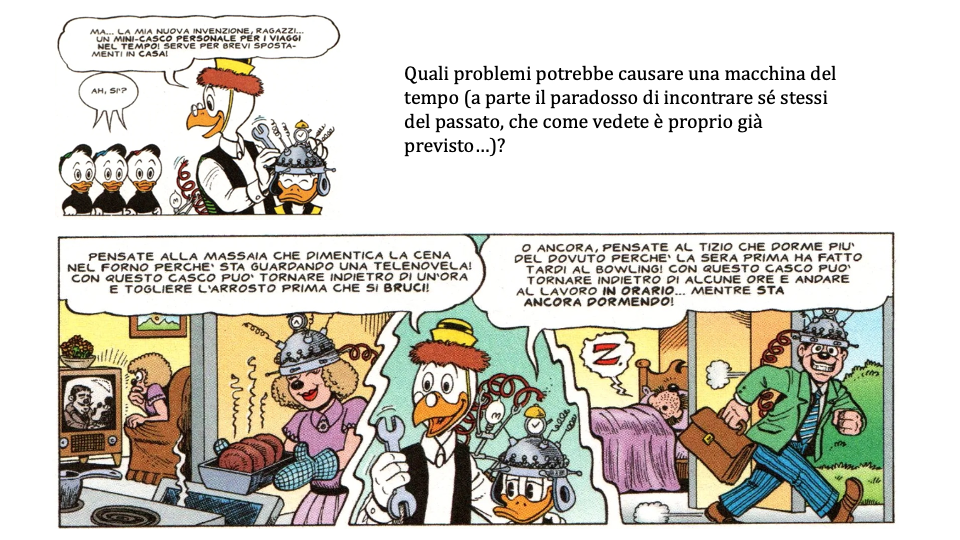 MA... LA MIA NUOVA INVENZIONE, RAGAZZI...
UN MINI-CASCO PERSONALE PER I VIAGGI
NEL TEMPO! SERVE PER BREVI SPOSTA-
MENTI IN CASA!
AH, SI'?
Quali problemi potrebbe causare una macchina del
tempo (a parte il paradosso di incontrare sé stessi
del passato, che come vedete è proprio già
previsto...)?
PENSATE ALLA MASSAIA CHE DIMENTICA LA CENA
NEL FORNO PERCHE' STA GUARDANDO UNA TELENOVELA!
CON QUESTO CASCO PUO' TORNARE INDIETRO DI UN'ORA
E TOGLIERE L'ARROSTO PRIMA CHE SI BRUCI!
O ANCORA, PENSATE AL TIZIO CHE DORME PIU'
DEL DOVUTO PERCHE' LA SERA PRIMA HA FATTO
TARDI AL BOWLING! CON QUESTO CASCO PUO'
TORNARE INDIETRO DI ALCUNE ORE E ANDARE
AL LAVORO IN ORARIO... MENTRE STA
ANCORA DORMENDO!
Z